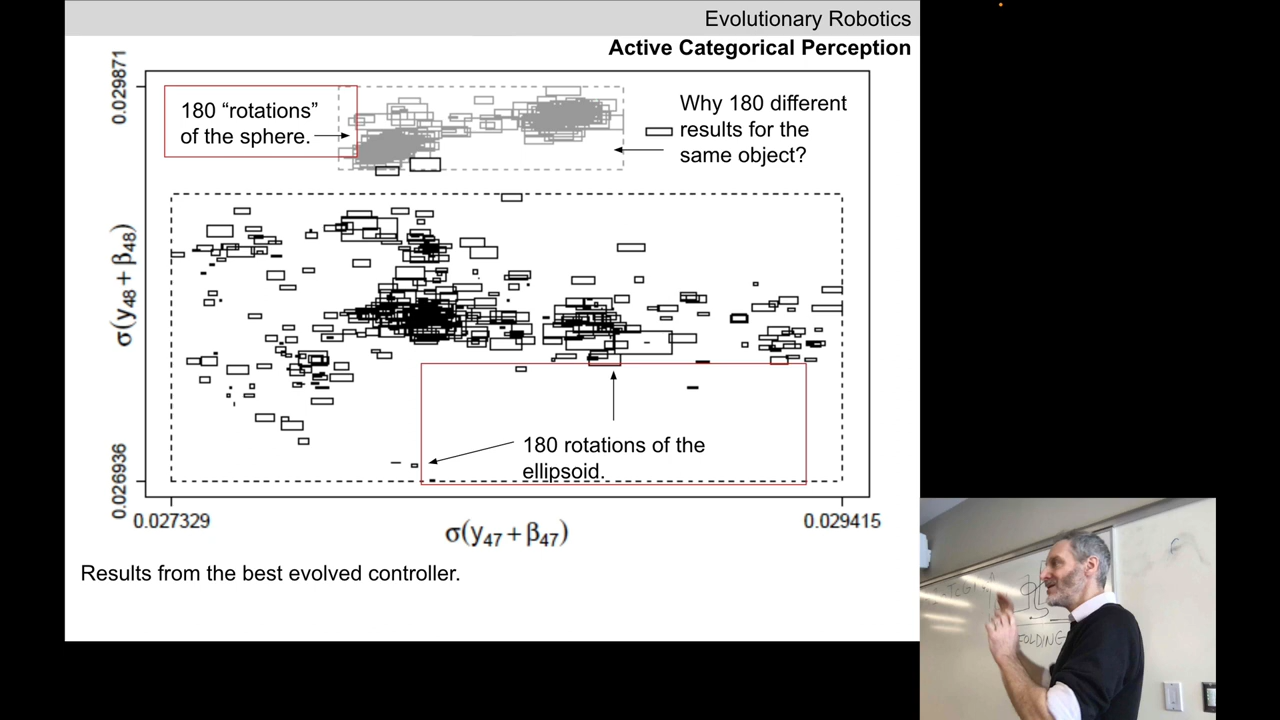 Evolutionary Robotics
Active Categorical Perception
0.029871
180 “rotations”
of the sphere.
Why 180 different
results for the
same object?
σ(y48 + β48)
180 rotations of the
ellipsoid.
0.026936
0.027329
0.029415
σ(y47 + β47)
Results from the best evolved controller.
FOLDING